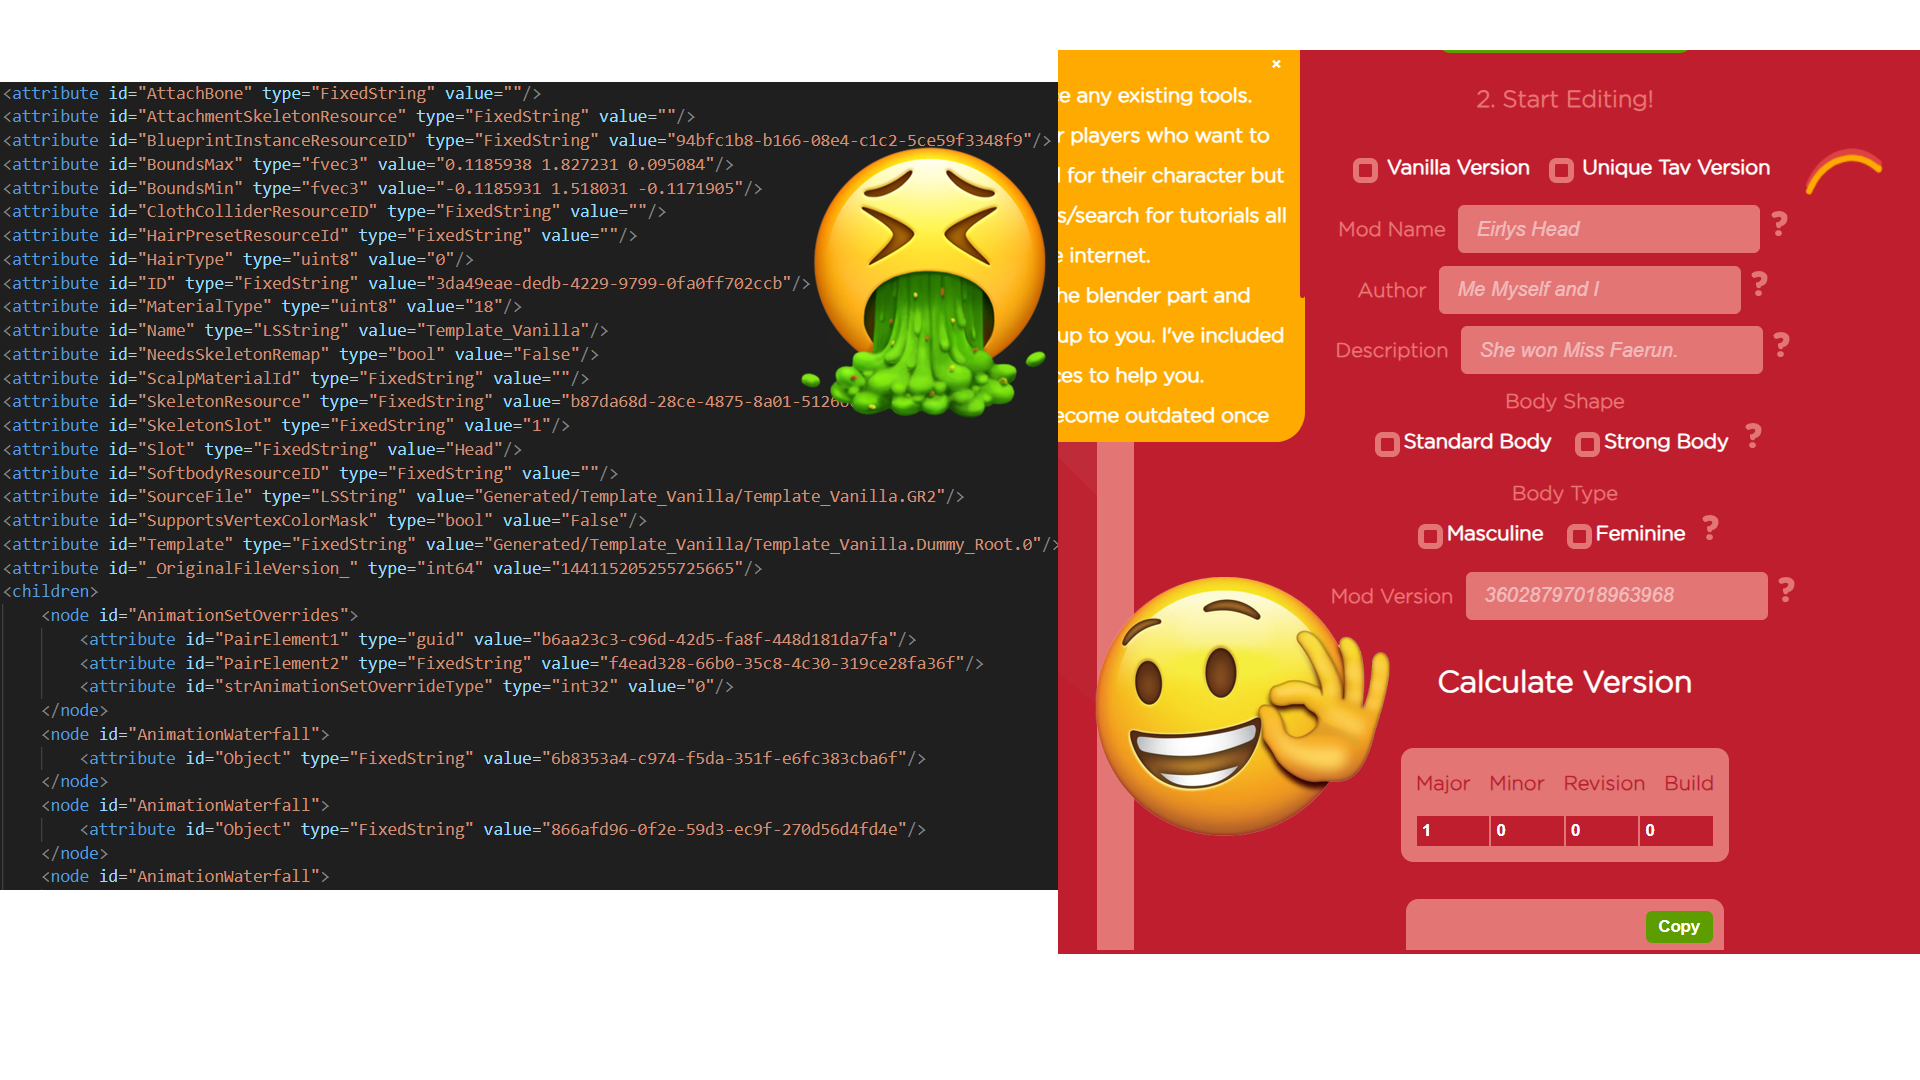 <attribute id="AttachBone" type="FixedString" value=""/>
<attribute id="AttachmentSkeletonResource" type="FixedString" value=""/>
<attribute id="BlueprintInstanceResourceID" type="FixedString" value="94bfc1b8-b166-08e4-c1c2-5ce59f3348f9"/>
<attribute id="BoundsMax" type="fvec3" value="0.1185938 1.827231 0.095084"/>
<attribute id="BoundsMin" type="fvec3" value="-0.1185931 1.518031 -0.1171905"/>
<attribute id="ClothColliderResourceID" type="FixedString" value=""/>
<attribute id="HairPresetResourceId" type="FixedString" value=""/>
<attribute id="HairType" type="uint8" value="0"/>
<attribute id="ID" type="FixedString" value="3da49eae-dedb-4229-9799-0fa0ff702ccb"/>
<attribute id="MaterialType" type="uint8" value="18"/>
<attribute id="Name" type="LSString" value="Template_Vanilla"/>
<attribute id="NeedsSkeletonRemap" type="bool" value="False"/>
<attribute id="ScalpMaterialId" type="FixedString" value=""/>
<attribute id="SkeletonResource" type="FixedString" value="b87da68d-28ce-4875-8a01-5126
<attribute id="SkeletonSlot" type="FixedString" value="1"/>
<attribute id="Slot" type="FixedString" value="Head"/>
<attribute id="SoftbodyResourceID" type="FixedString" value=""/>
<attribute id="SourceFile" type="LSString" value="Generated/Template_Vanilla/Template_Vanilla.GR2"/>
<attribute id="SupportsVertexColorMask" type="bool" value="False"/>
<attribute id="Template" type="FixedString" value="Generated/Template_Vanilla/Template_Vanilla.Dummy_Root.0"/>
<attribute id="_OriginalFileVersion_" type="int64" value="144115205255725665"/>
<children>
<node id="AnimationSetOverrides">
<attribute id="PairElement1" type="guid" value="b6aa23c3-c96d-42d5-fa8f-448d181da7fa"/>
<attribute id="PairElement2" type="FixedString" value="f4ead328-66b0-35c8-4c30-319ce28fa36f"/>
<attribute id="strAnimationSetOverrideType" type="int32" value="0"/>
</node>
<node id="AnimationWaterfall">
<attribute id="Object" type="FixedString" value="6b8353a4-c974-f5da-351f-e6fc383cba6f"/>
</node>
<node id="AnimationWaterfall">
<attribute id="Object" type="FixedString" value="866afd96-0f2e-59d3-ec9f-270d56d4fd4e"/>
</node>
<node id="AnimationWaterfall">
×
e any existing tools.
r players who want to
l for their character but
s/search for tutorials all
e internet.
he blender part and
up to you. I've included
ces to help you.
ecome outdated once
2. Start Editing!
Vanilla Version Unique Tav Version
Mod Name Eirlys Head ?
Author Me Myself and I ?
Description She won Miss Faerun. ?
Body Shape
Standard Body Strong Body ?
Body Type
Masculine Feminine ?
Mod Version 36028797018963968 ?
Calculate Version
Major Minor Revision Build
1 0 0 0
Copy